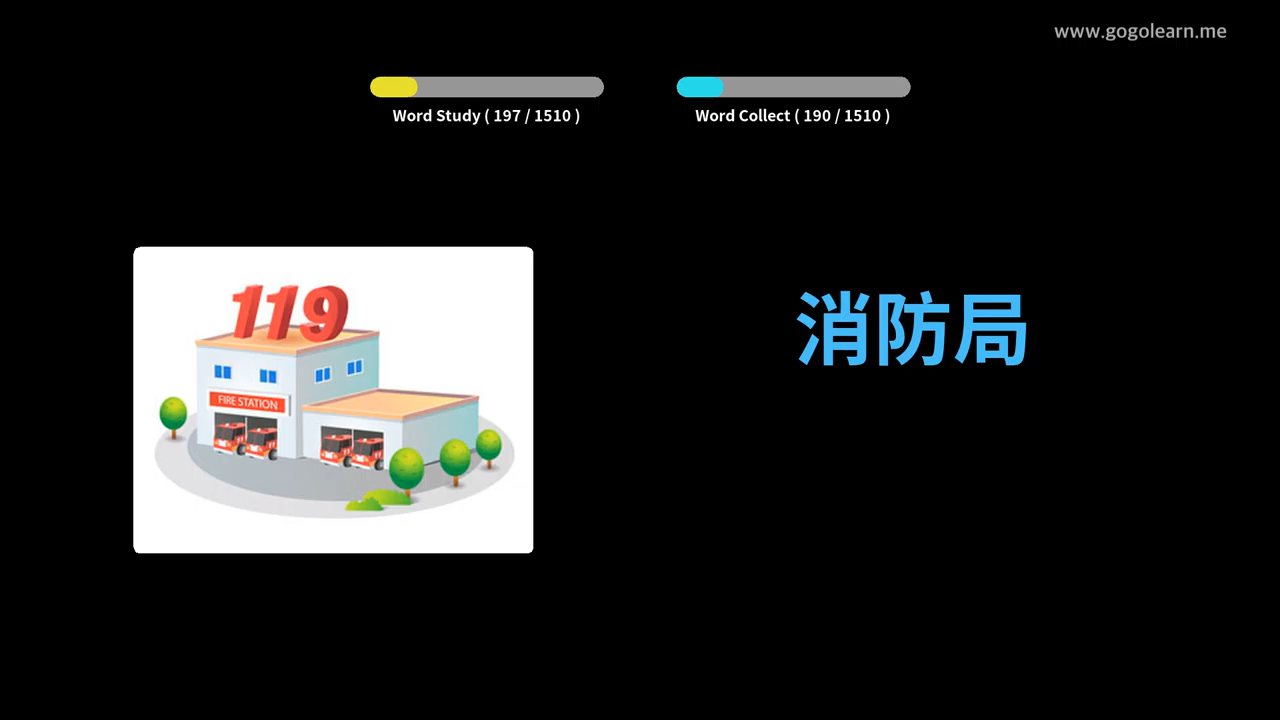 www.gogolearn.me
Word Study ( 197 / 1510 )
Word Collect ( 190 / 1510 )
119
FIRE STATION
消防局